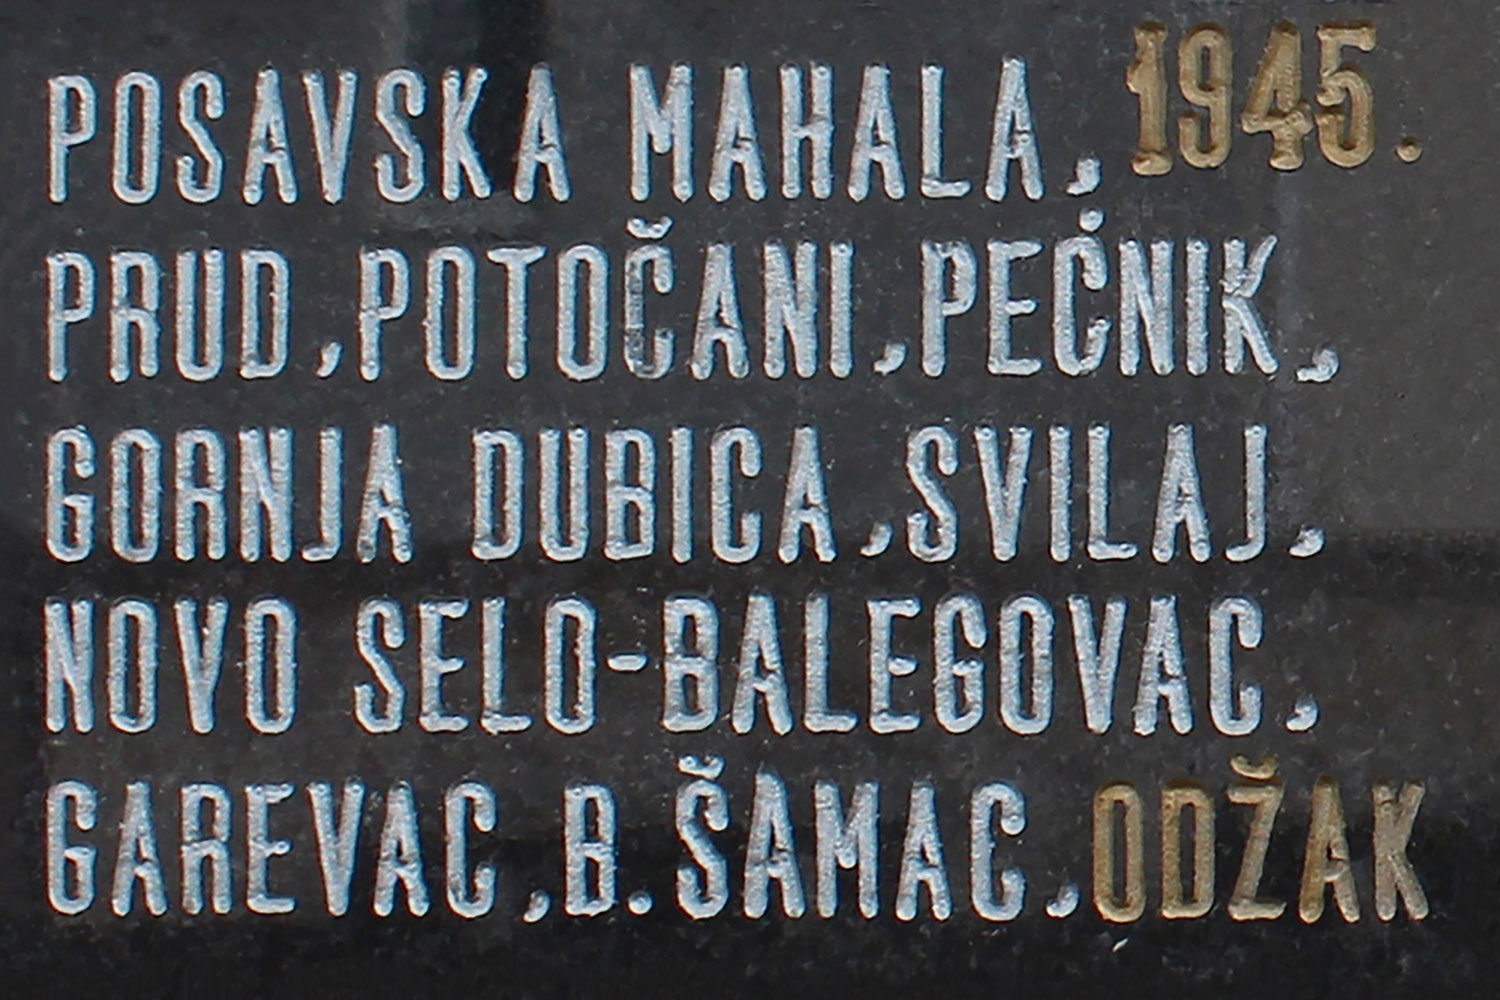 POSAVSKA MAHALA, 1945.
PRUD, POTOČANI, PEĆNIK,
GORNJA DUBICA, SVILAJ,
NOVO SELO-BALEGOVAC,
GAREVAC, B. ŠAMAC, ODŽAK